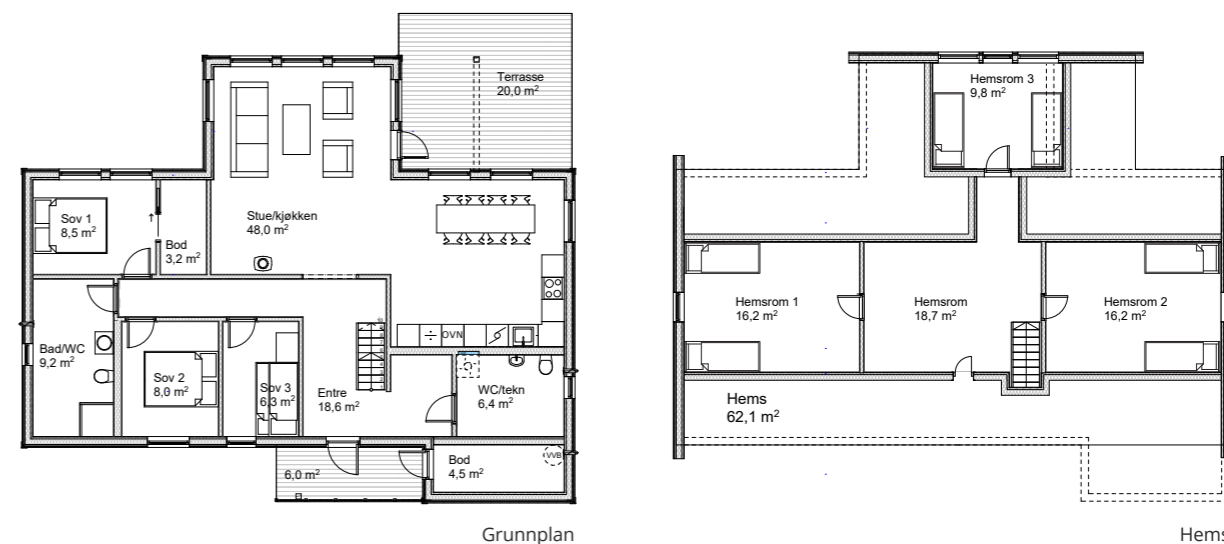 Terrasse
20,0 m²
Sov 1
8,5 m²
Bod
3,2 m²
Stue/kjøkken
48,0 m²
OVN
Bad/WC
9,2 m²
Sov 2
8,0 m²
Sov 3
6,3 m²
Entre
18,6 m²
WC/tekn
6,4 m²
6,0 m²
Bod
4,5 m²
VVB
Grunnplan
Hemsrom 3
9,8 m²
Hemsrom 1
16,2 m²
Hemsrom
18,7 m²
Hemsrom 2
16,2 m²
Hems
62,1 m²
Hems